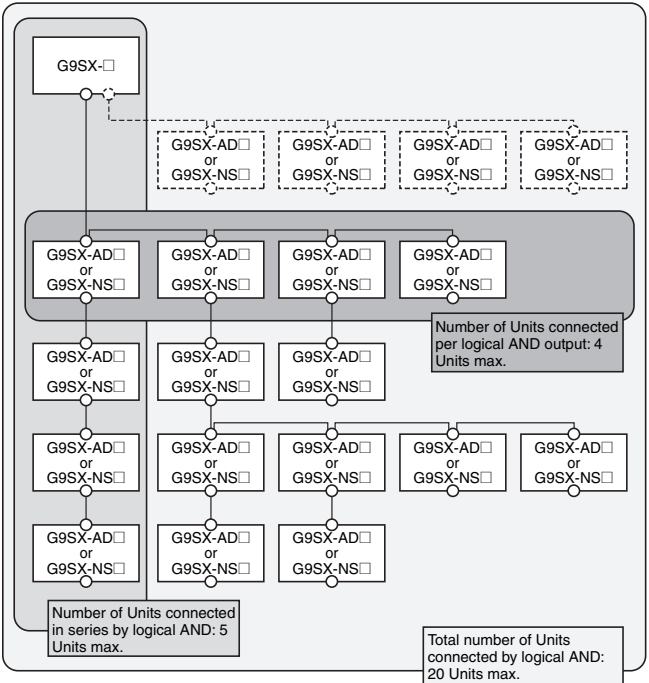 G9SX-□
G9SX-AD□
or
G9SX-NS□
G9SX-AD□
or
G9SX-NS□
G9SX-AD□
or
G9SX-NS□
G9SX-AD□
or
G9SX-NS□
G9SX-AD□
or
G9SX-NS□
G9SX-AD□
or
G9SX-NS□
G9SX-AD□
or
G9SX-NS□
G9SX-AD□
or
G9SX-NS□
Number of Units connected
per logical AND output: 4
Units max.
G9SX-AD□
or
G9SX-NS□
G9SX-AD□
or
G9SX-NS□
G9SX-AD□
or
G9SX-NS□
G9SX-AD□
or
G9SX-NS□
G9SX-AD□
or
G9SX-NS□
G9SX-AD□
or
G9SX-NS□
G9SX-AD□
or
G9SX-NS□
G9SX-AD□
or
G9SX-NS□
G9SX-AD□
or
G9SX-NS□
G9SX-AD□
or
G9SX-NS□
G9SX-AD□
or
G9SX-NS□
Number of Units connected
in series by logical AND: 5
Units max.
Total number of Units
connected by logical AND:
20 Units max.